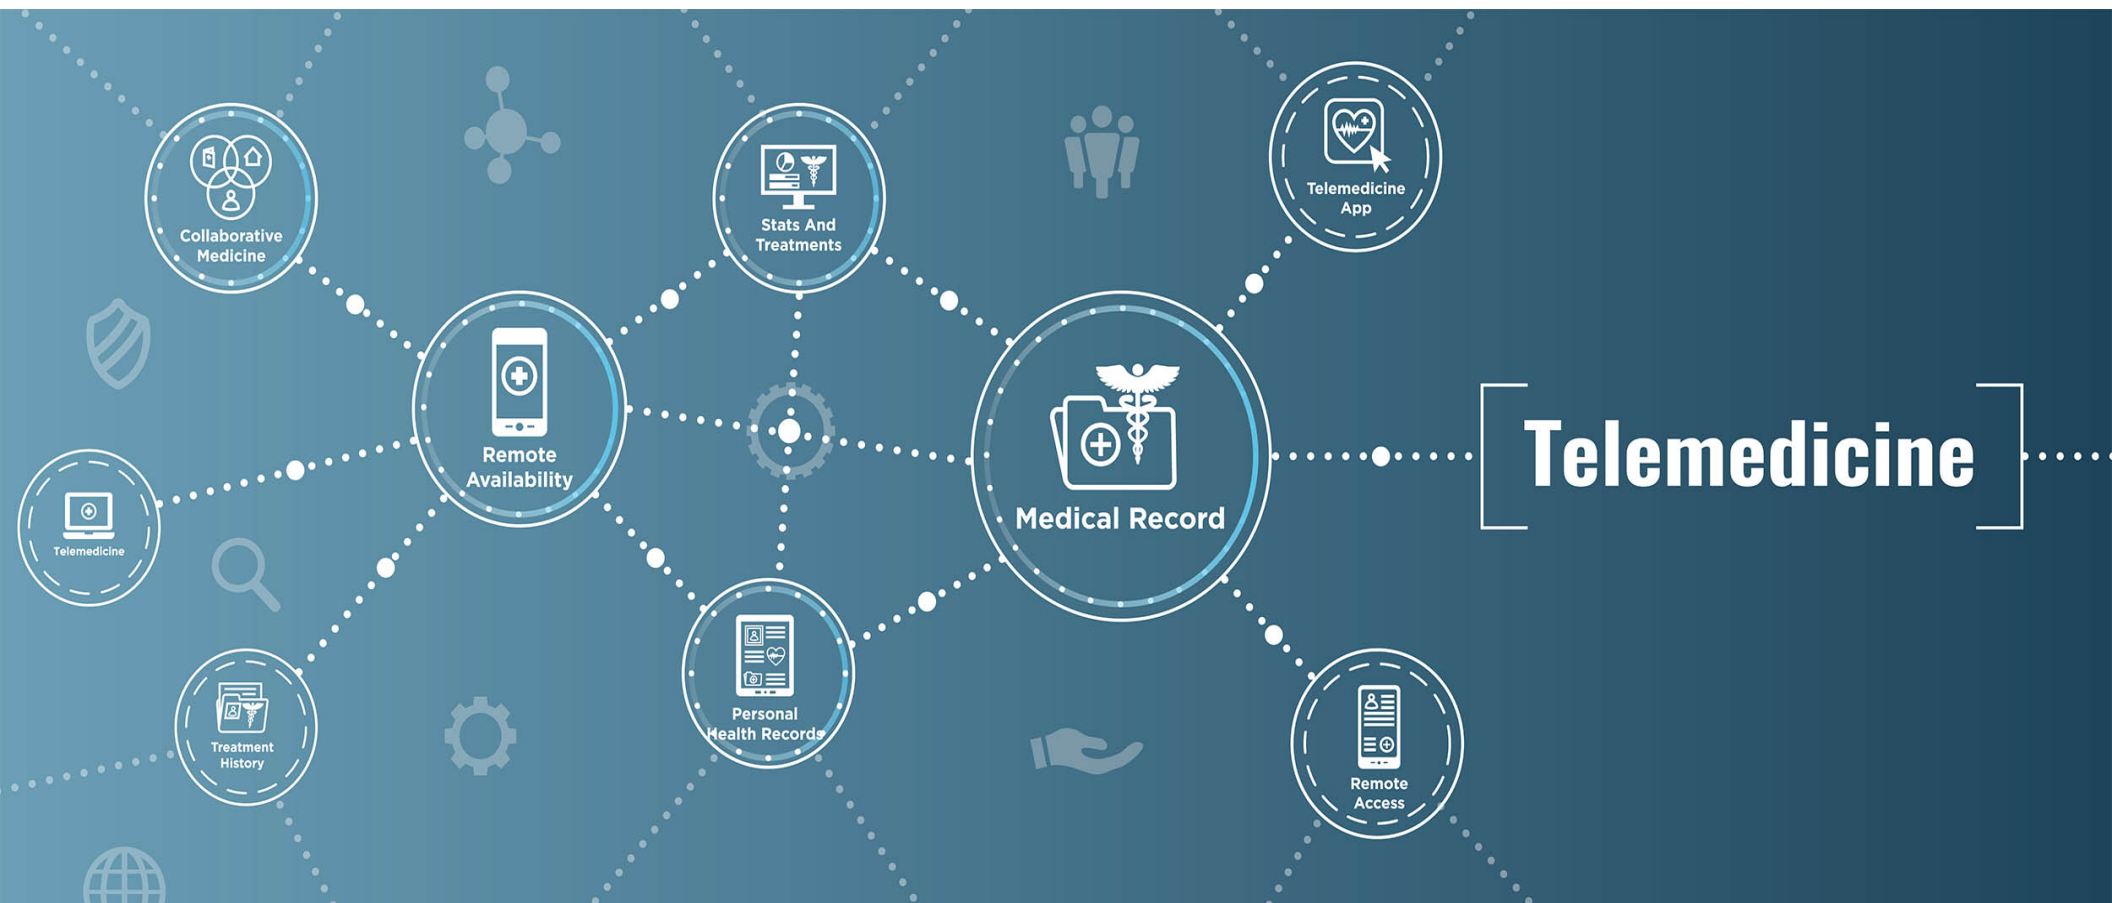 Collaborative
Medicine
Stats And
Treatments
Telemedicine
App
Remote
Availability
Medical Record
Telemedicine
Telemedicine
Treatment
History
Personal
Health Records
Remote
Access